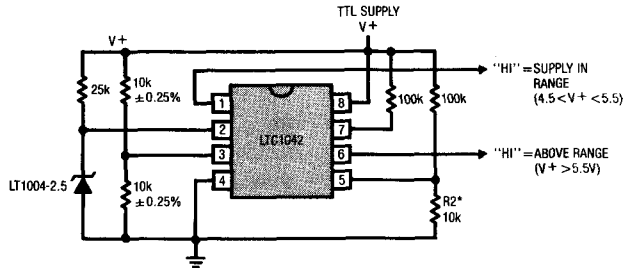 TTL SUPPLY
V+
V+
"HI" = SUPPLY IN
RANGE
(4.5<V+<5.5)
25k
10k
±0.25%
100k
100k
1
8
2
7
LTC1042
3
6
"HI" = ABOVE RANGE
(V+ >5.5V)
4
5
LT1004-2.5
10k
±0.25%
R2*
10k